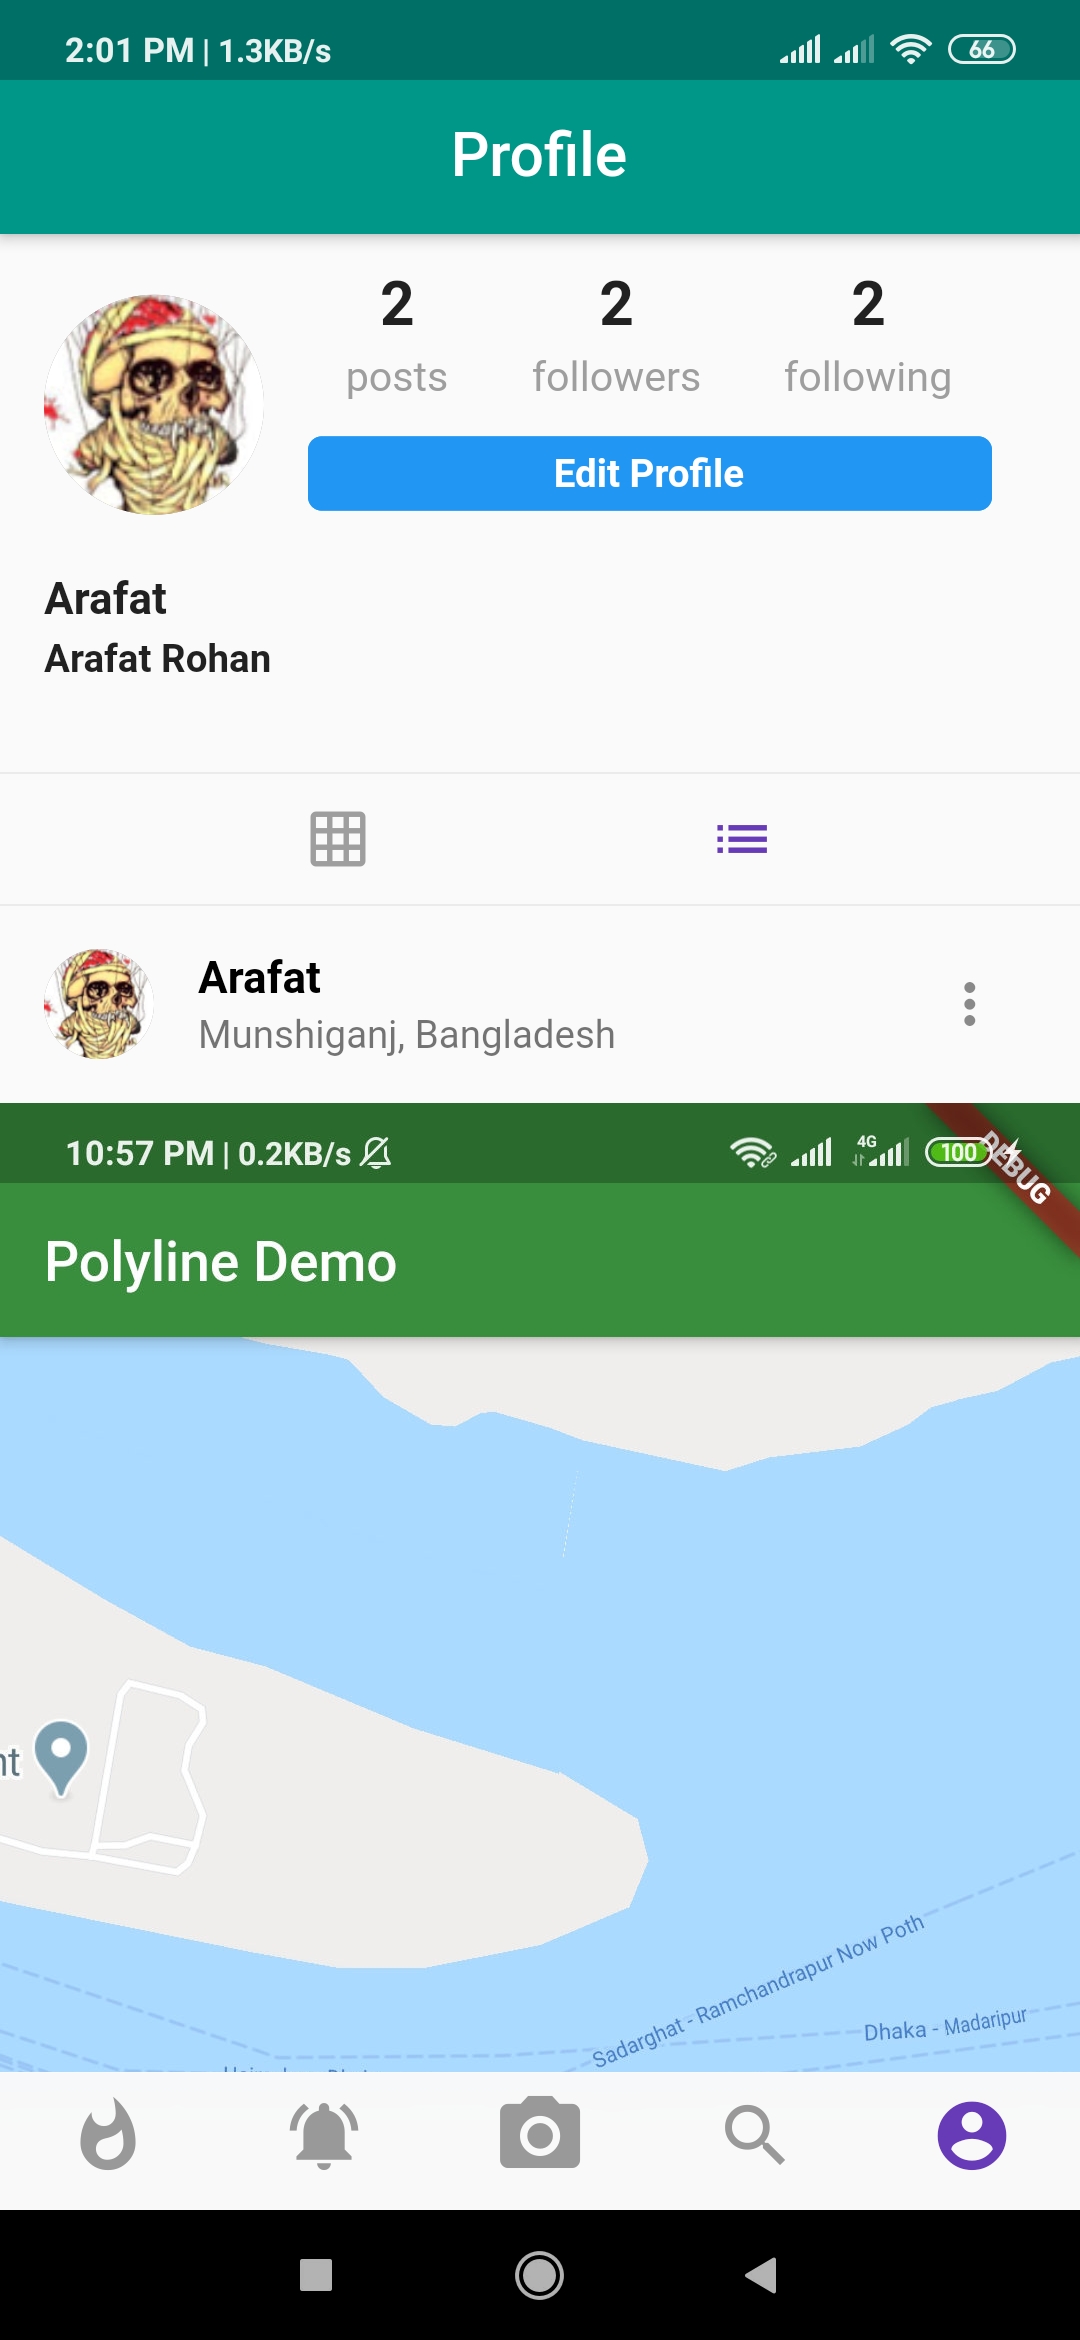 2:01 PM | 1.3KB/s
66
Profile
2 2 2
posts followers following
Edit Profile
Arafat
Arafat Rohan
Arafat
Munshiganj, Bangladesh
10:57 PM | 0.2KB/s
4G
100
DEBUG
Polyline Demo
nt
Sadarghat - Ramchandrapur Now Poth
Dhaka - Madaripur